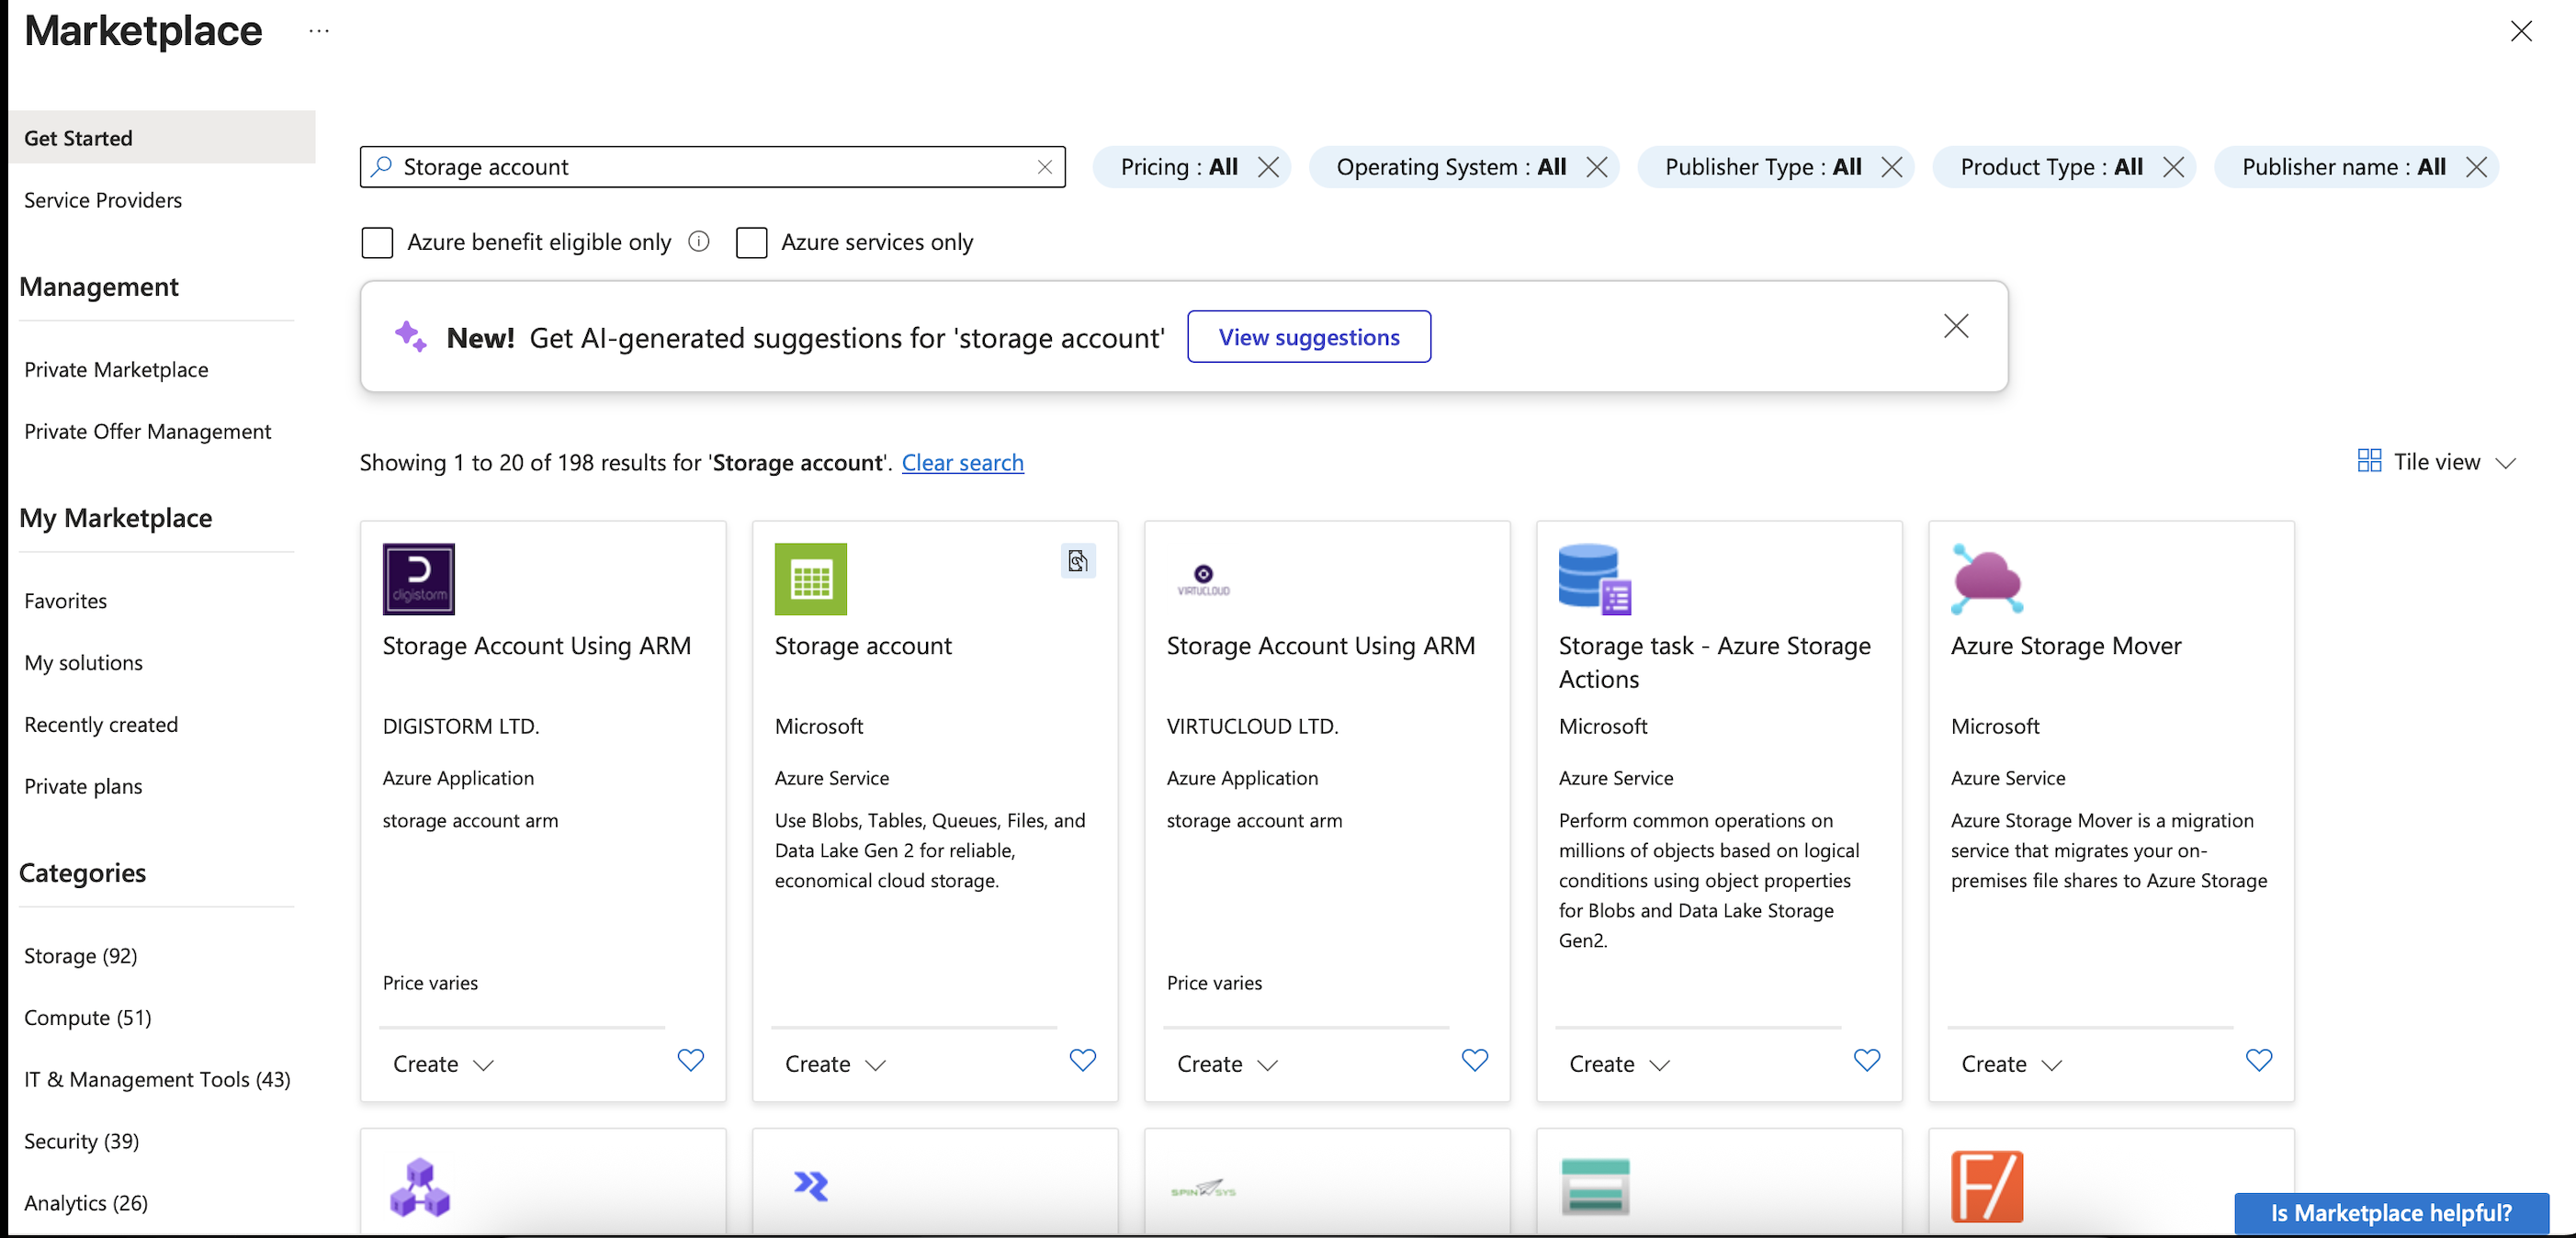 Marketplace ...
Get Started
Service Providers
Management
Private Marketplace
Private Offer Management
My Marketplace
Favorites
My solutions
Recently created
Private plans
Categories
Storage (92)
Compute (51)
IT & Management Tools (43)
Security (39)
Analytics (26)
Storage account
Pricing : All
Operating System : All
Publisher Type : All
Product Type : All
Publisher name : All
Azure benefit eligible only
Azure services only
New! Get AI-generated suggestions for 'storage account'
View suggestions
Showing 1 to 20 of 198 results for 'Storage account'. Clear search
Tile view
digistorm
Storage Account Using ARM
DIGISTORM LTD.
Azure Application
storage account arm
Price varies
Create
Storage account
Microsoft
Azure Service
Use Blobs, Tables, Queues, Files, and
Data Lake Gen 2 for reliable,
economical cloud storage.
Create
VIRTUCLOUD
Storage Account Using ARM
VIRTUCLOUD LTD.
Azure Application
storage account arm
Price varies
Create
Storage task - Azure Storage
Actions
Microsoft
Azure Service
Perform common operations on
millions of objects based on logical
conditions using object properties
for Blobs and Data Lake Storage
Gen2.
Create
Azure Storage Mover
Microsoft
Azure Service
Azure Storage Mover is a migration
service that migrates your on-
premises file shares to Azure Storage
Create
SPIN SYS
F/
Is Marketplace helpful?